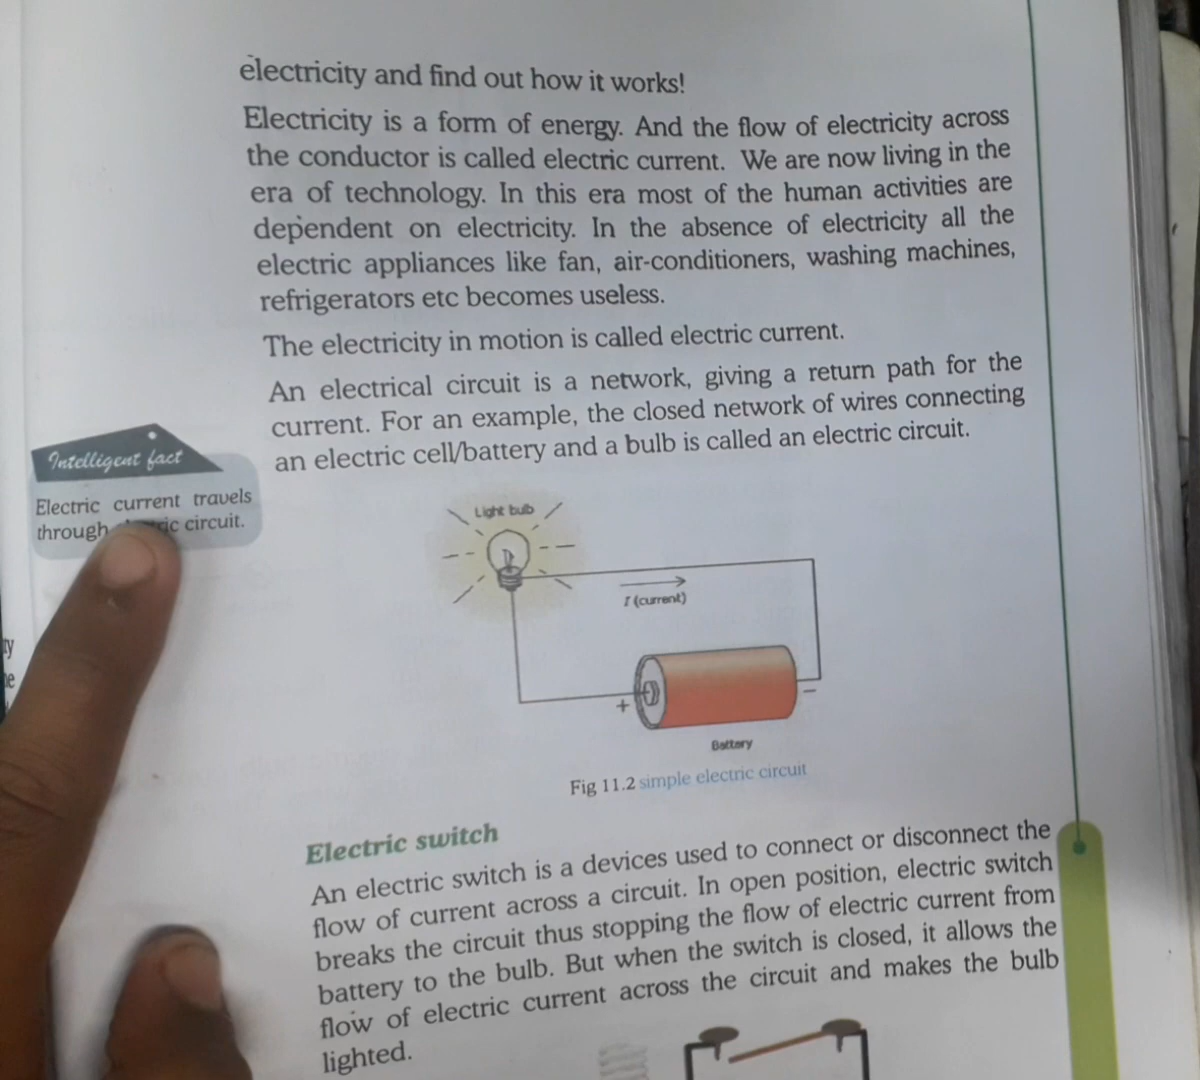 electricity and find out how it works!
Electricity is a form of energy. And the flow of electricity across
the conductor is called electric current. We are now living in the
era of technology. In this era most of the human activities are
dependent on electricity. In the absence of electricity all the
electric appliances like fan, air-conditioners, washing machines,
refrigerators etc becomes useless.
The electricity in motion is called electric current.
An electrical circuit is a network, giving a return path for the
current. For an example, the closed network of wires connecting
an electric cell/battery and a bulb is called an electric circuit.
Intelligent fact
Electric current travels
through circuit.
Light bulb
I (current)
+
−
Battery
Fig 11.2 simple electric circuit
Electric switch
An electric switch is a devices used to connect or disconnect the
flow of current across a circuit. In open position, electric switch
breaks the circuit thus stopping the flow of electric current from
battery to the bulb. But when the switch is closed, it allows the
flow of electric current across the circuit and makes the bulb
lighted.